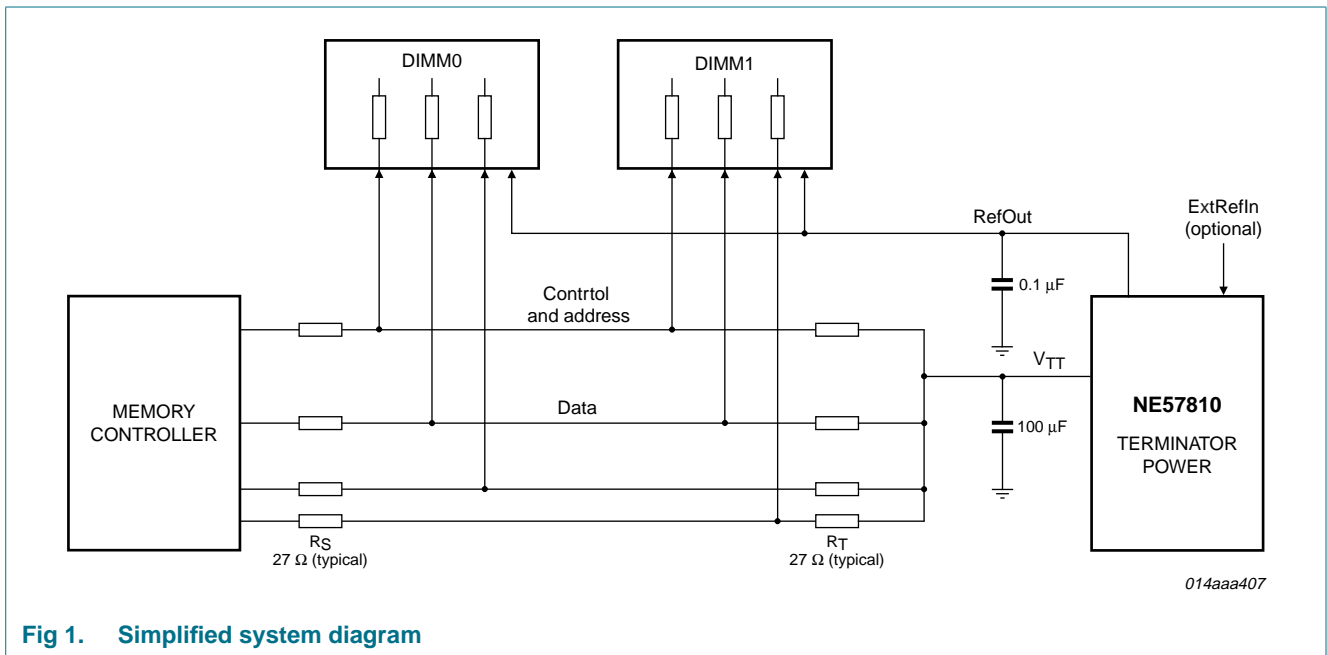 DIMM0
DIMM1
RefOut
ExtRefIn
(optional)
0.1 μF
Contrtol
and address
VTT
MEMORY
CONTROLLER
Data
100 μF
NE57810
TERMINATOR
POWER
RS
27 Ω (typical)
RT
27 Ω (typical)
014aaa407
Fig 1. Simplified system diagram